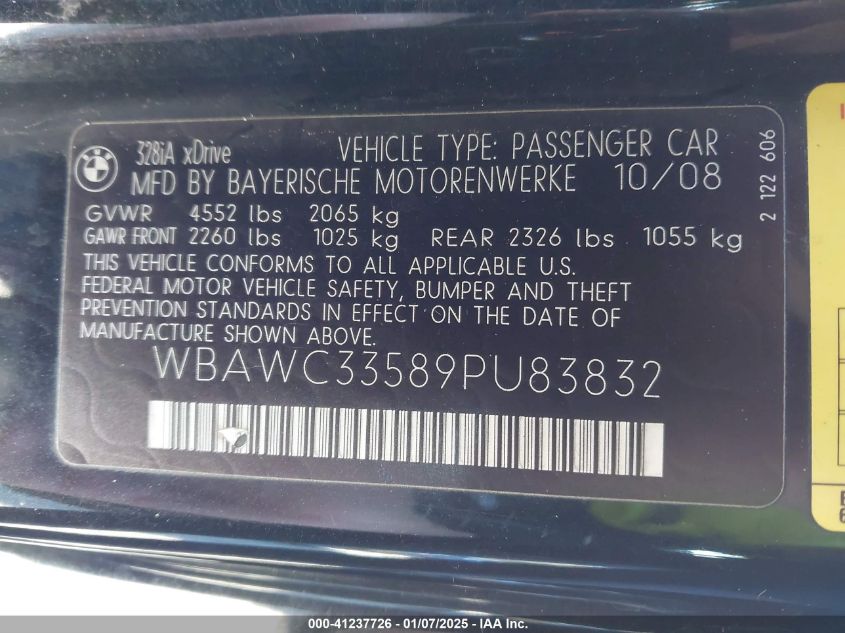 BMW
328iA xDrive VEHICLE TYPE: PASSENGER CAR
MFD BY BAYERISCHE MOTORENWERKE 10/08
GVWR 4552 lbs 2065 kg
GAWR FRONT 2260 lbs 1025 kg REAR 2326 lbs 1055 kg
THIS VEHICLE CONFORMS TO ALL APPLICABLE U.S.
FEDERAL MOTOR VEHICLE SAFETY, BUMPER AND THEFT
PREVENTION STANDARDS IN EFFECT ON THE DATE OF
MANUFACTURE SHOWN ABOVE.
WBAWC33589PU83832
2 122 606
000-41237726 - 01/07/2025 - IAA Inc.